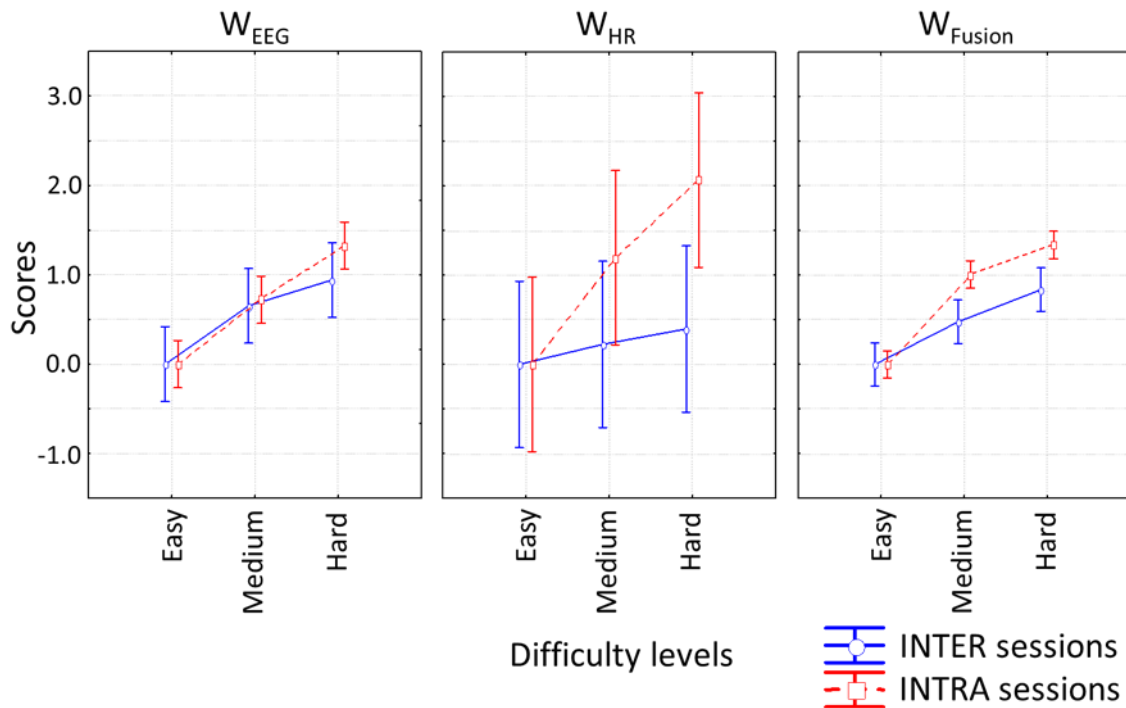 W_EEG W_HR W_Fusion
Scores
3.0
2.0
1.0
0.0
-1.0
Easy Medium Hard Easy Medium Hard Easy Medium Hard
Difficulty levels
INTER sessions
INTRA sessions